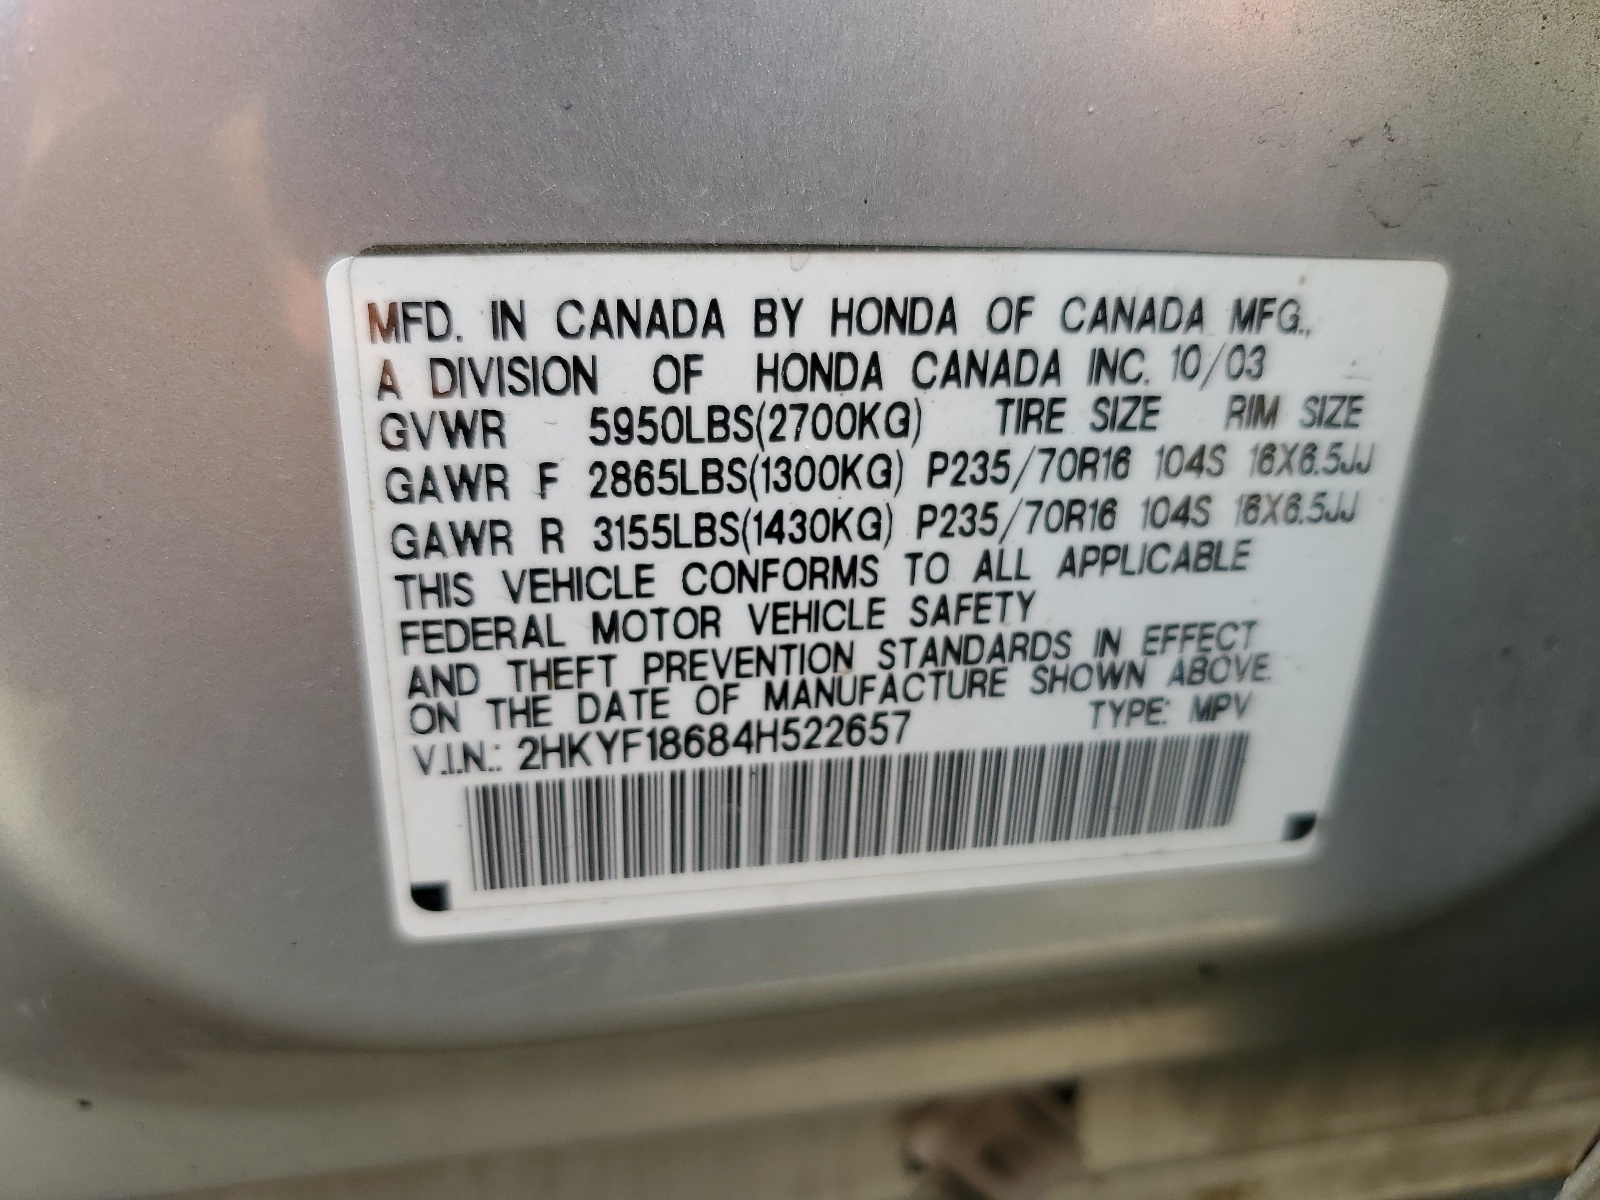 MFD. IN CANADA BY HONDA OF CANADA MFG.,
A DIVISION OF HONDA CANADA INC. 10/03
GVWR 5950LBS(2700KG) TIRE SIZE RIM SIZE
GAWR F 2865LBS(1300KG) P235/70R16 104S 16X6.5JJ
GAWR R 3155LBS(1430KG) P235/70R16 104S 16X6.5JJ
THIS VEHICLE CONFORMS TO ALL APPLICABLE
FEDERAL MOTOR VEHICLE SAFETY
AND THEFT PREVENTION STANDARDS IN EFFECT
ON THE DATE OF MANUFACTURE SHOWN ABOVE.
V.I.N.: 2HKYF18684H522657 TYPE: MPV